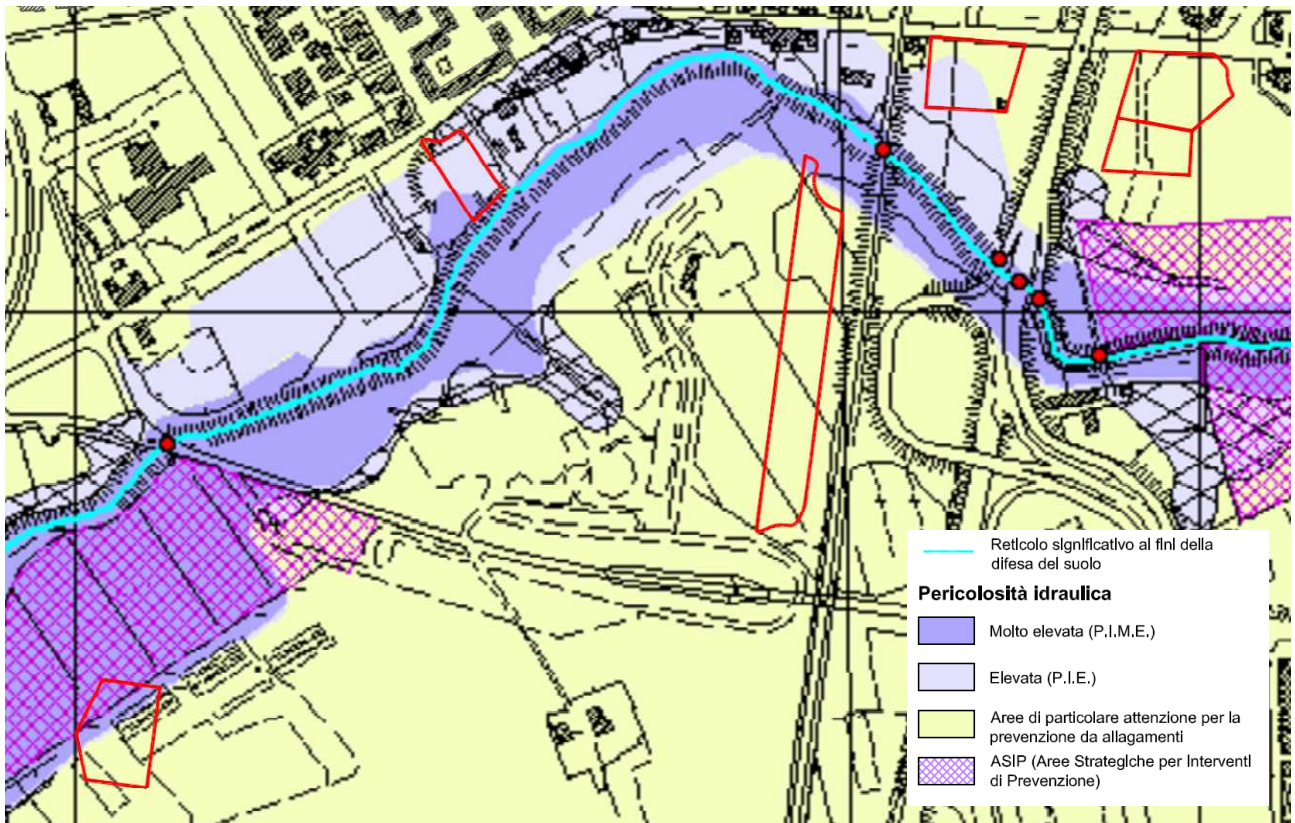 Reticolo significativo ai fini della
difesa del suolo
Pericolosità idraulica
Molto elevata (P.I.M.E.)
Elevata (P.I.E.)
Aree di particolare attenzione per la
prevenzione da allagamenti
ASIP (Aree Strategiche per Interventi
di Prevenzione)